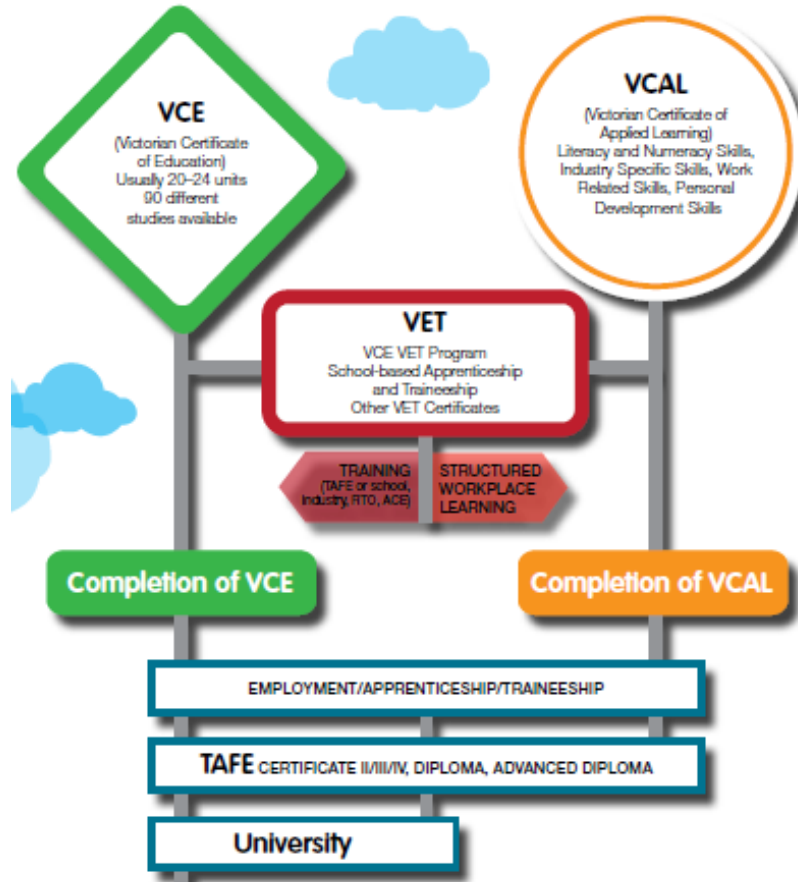 VCE
(Victorian Certificate
of Education)
Usually 20–24 units
90 different
studies available
VCAL
(Victorian Certificate of
Applied Learning)
Literacy and Numeracy Skills,
Industry Specific Skills, Work
Related Skills, Personal
Development Skills
VET
VCE VET Program
School-based Apprenticeship
and Traineeship
Other VET Certificates
TRAINING
(TAFE or school,
Industry, RTO, ACE)
STRUCTURED
WORKPLACE
LEARNING
Completion of VCE
Completion of VCAL
EMPLOYMENT/APPRENTICESHIP/TRAINEESHIP
TAFE CERTIFICATE II/III/IV, DIPLOMA, ADVANCED DIPLOMA
University